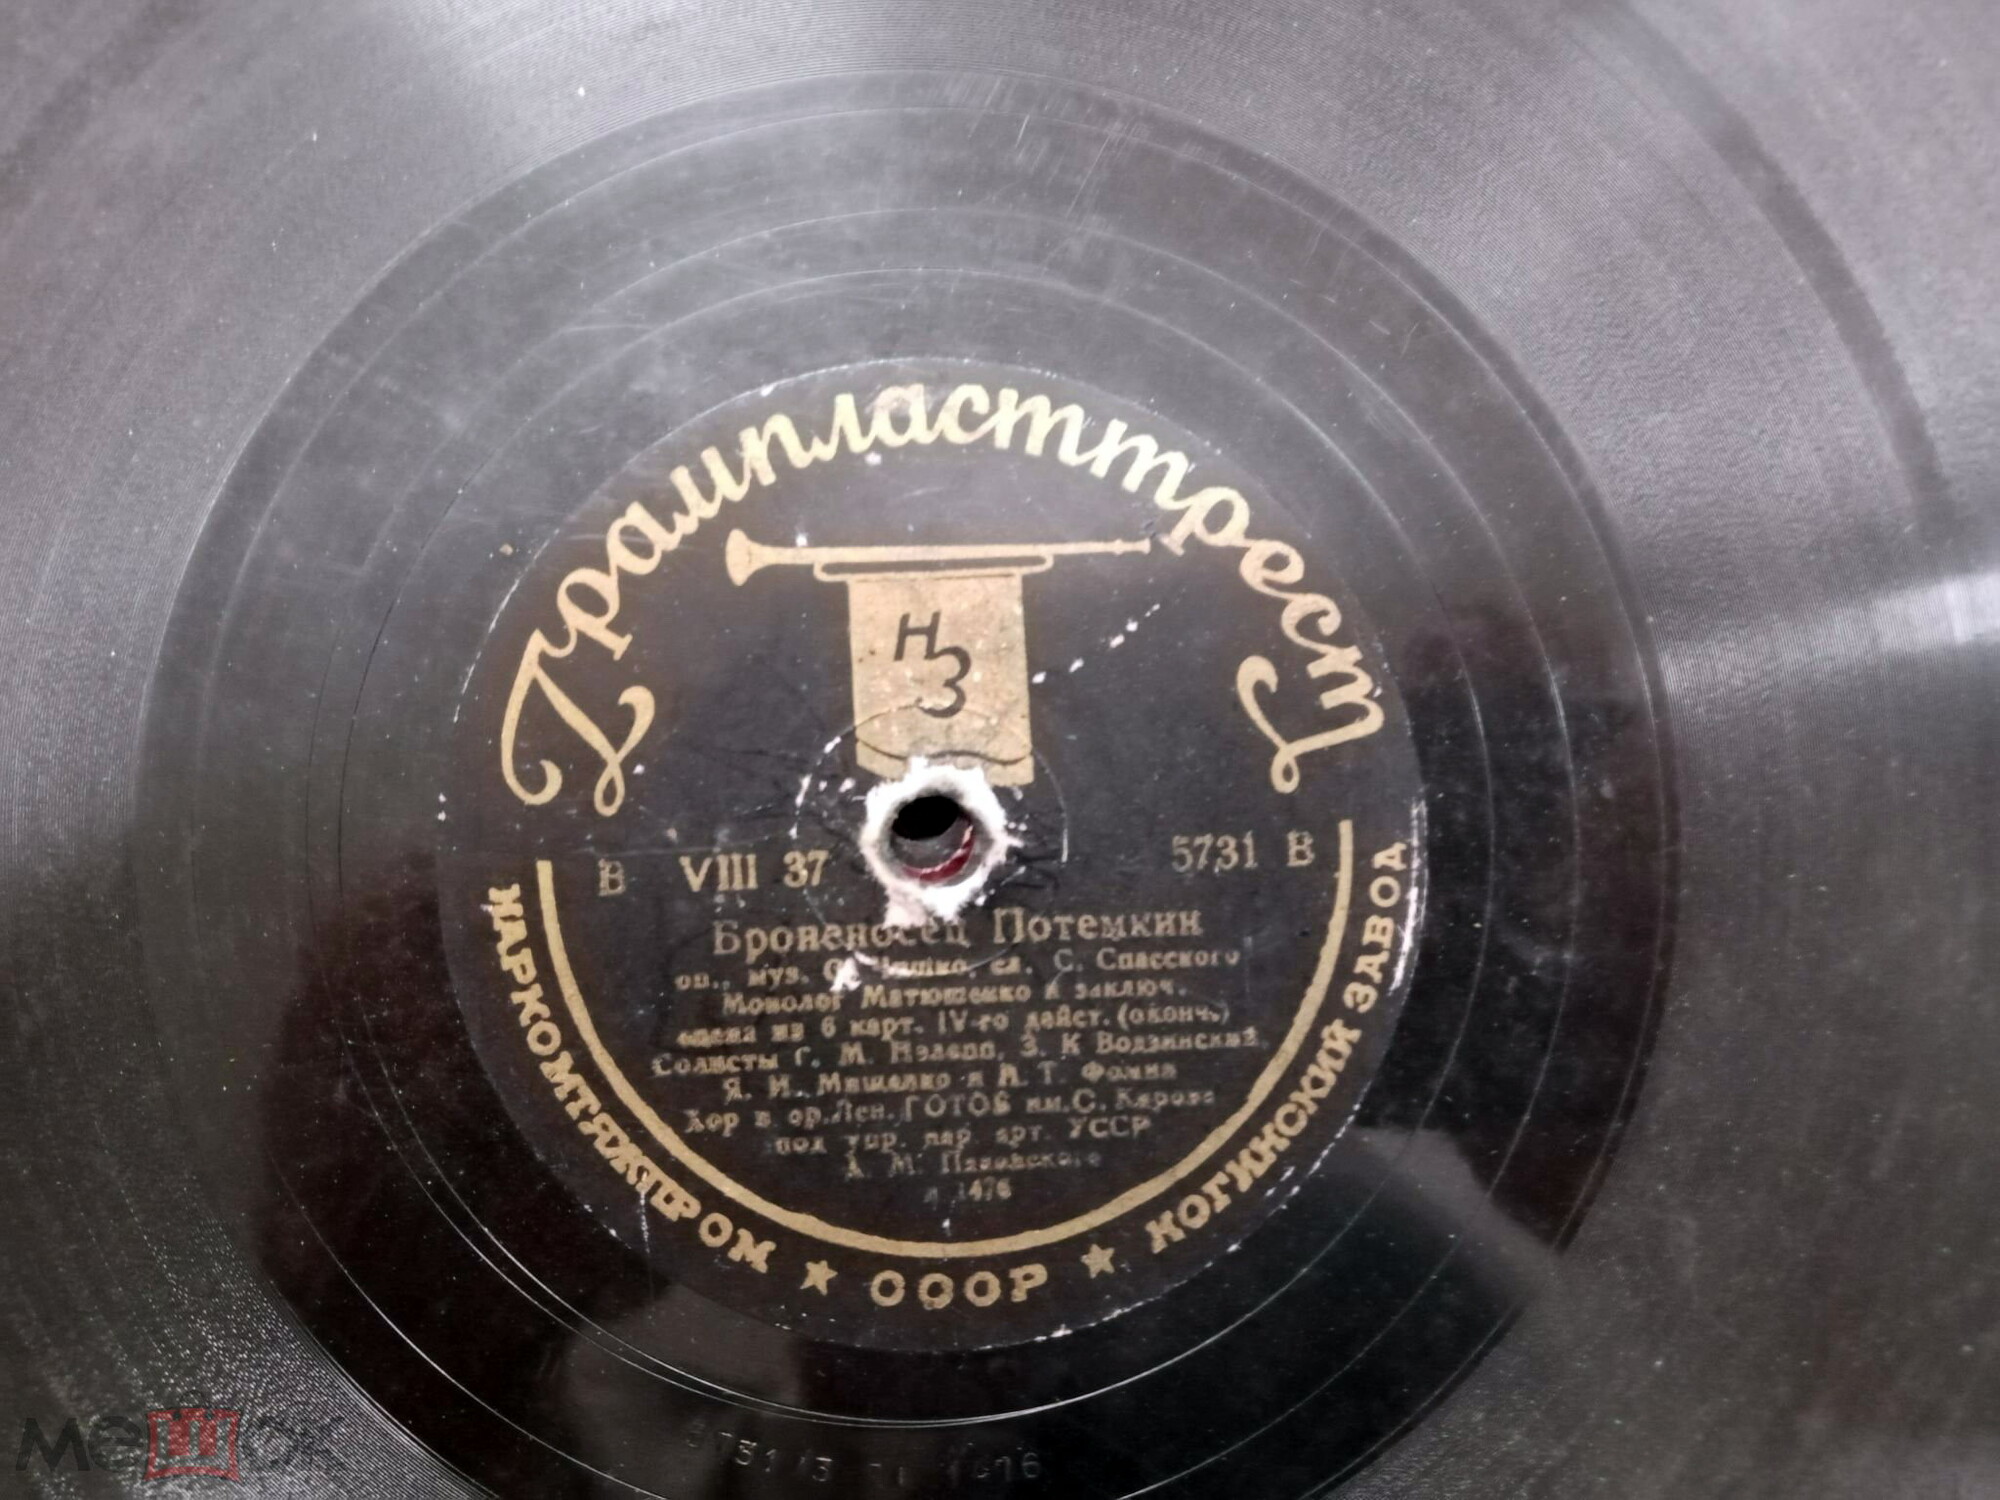 Грампласттрест
НЗ
В VIII 37 5731 В
Броненосец Потемкин
оп., муз. О. Чишко, сл. С. Спасского
Монолог Матюшенко и заключ.
сцена из 6 карт. IV-го дейст. (оконч.)
Солисты Г. М. Нэлепп, З. К Водзинский,
Я. И. Мишелко и Фомин
Хор и ор. Лен. ГОТОБ им. С. Кирова
под упр. нар. арт. УССР
А. М. Пазовского
1476
НАРКОМТЯЖПРОМ ★ СССР ★ НОГИНСКИЙ ЗАВОД
мешок